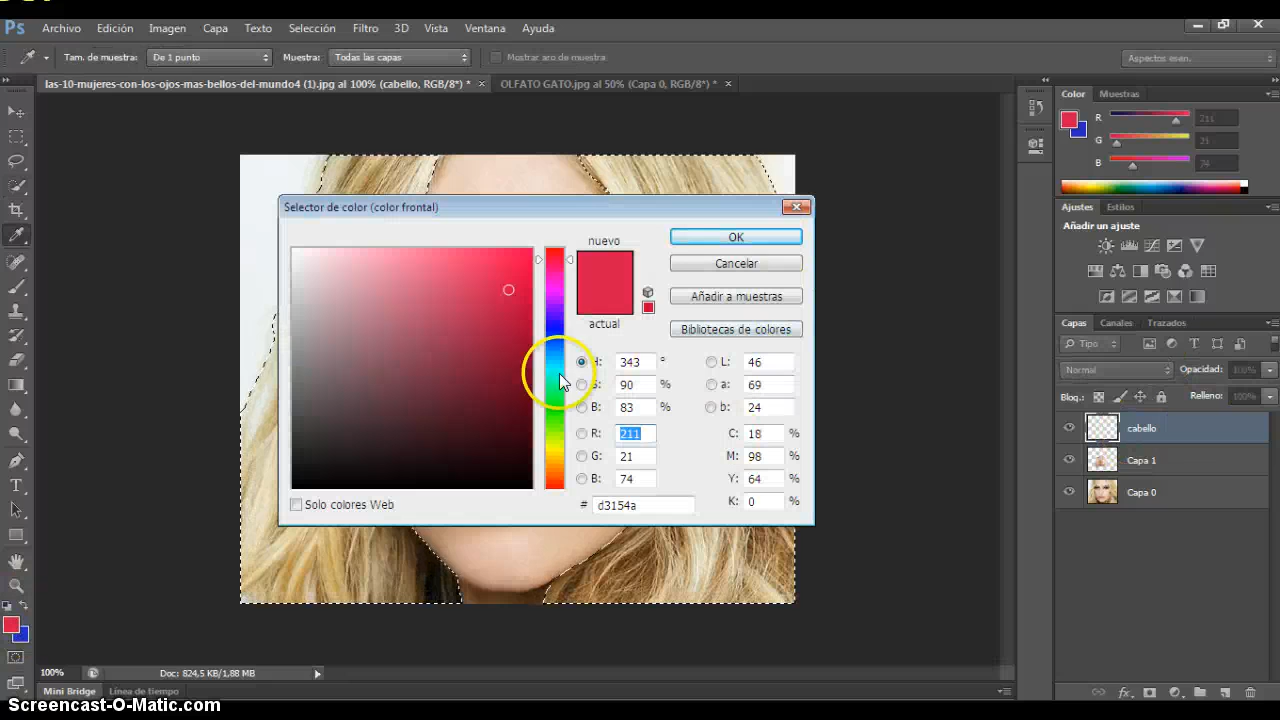 Ps Archivo Edición Imagen Capa Texto Selección Filtro 3D Vista Ventana Ayuda
Tam. de muestra: De 1 punto Muestra: Todas las capas Mostrar aro de muestra Aspectos esen.
las-10-mujeres-con-los-ojos-mas-bellos-del-mundo4 (1).jpg al 100% (cabello, RGB/8*) * × OLFATO GATO.jpg al 50% (Capa 0, RGB/8*) * ×
Color Muestras
R 211
G 21
B 74
Ajustes Estilos
Añadir un ajuste
Selector de color (color frontal)
nuevo
actual
OK
Cancelar
Añadir a muestras
Bibliotecas de colores
H: 343 ° L: 46
S: 90 % a: 69
B: 83 % b: 24
R: 211 C: 18 %
G: 21 M: 98 %
B: 74 Y: 64 %
# d3154a K: 0 %
Solo colores Web
Capas Canales Trazados
Tipo
Normal Opacidad: 100%
Bloq.: Relleno: 100%
cabello
Capa 1
Capa 0
100% Doc: 824,5 KB/1,88 MB
Mini Bridge Línea de tiempo
Screencast-O-Matic.com